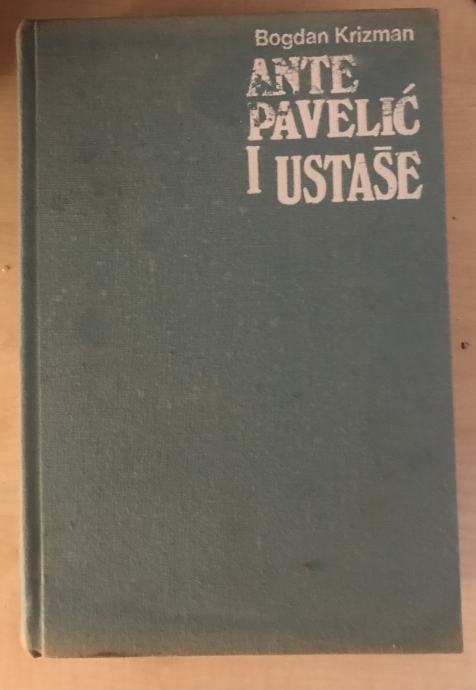 Bogdan Krizman
ANTE
PAVELIĆ
I USTAŠE